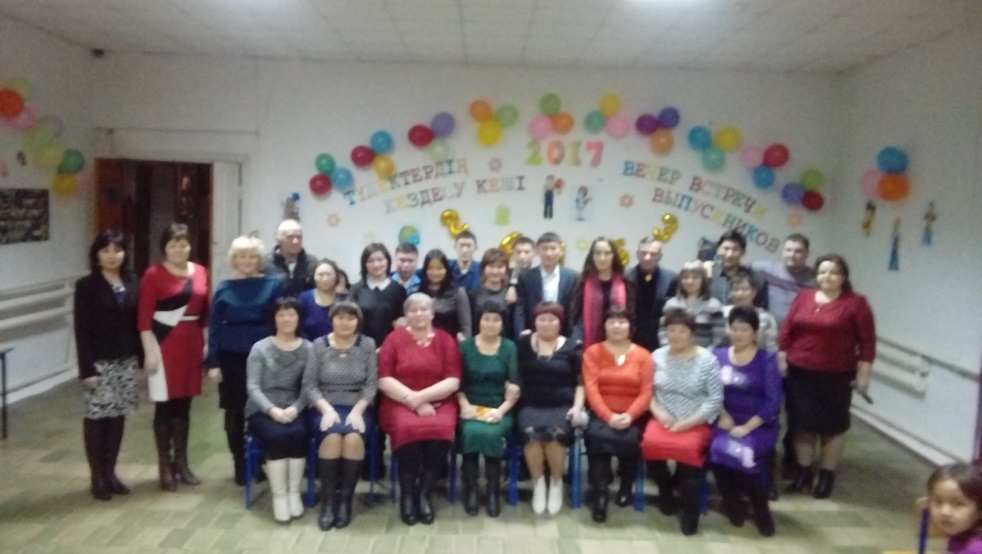 2017
ТҮЛЕКТЕРДІҢ
КЕЗДЕСУ КЕШІ
ВЕЧЕР ВСТРЕЧИ
ВЫПУСКНИКОВ